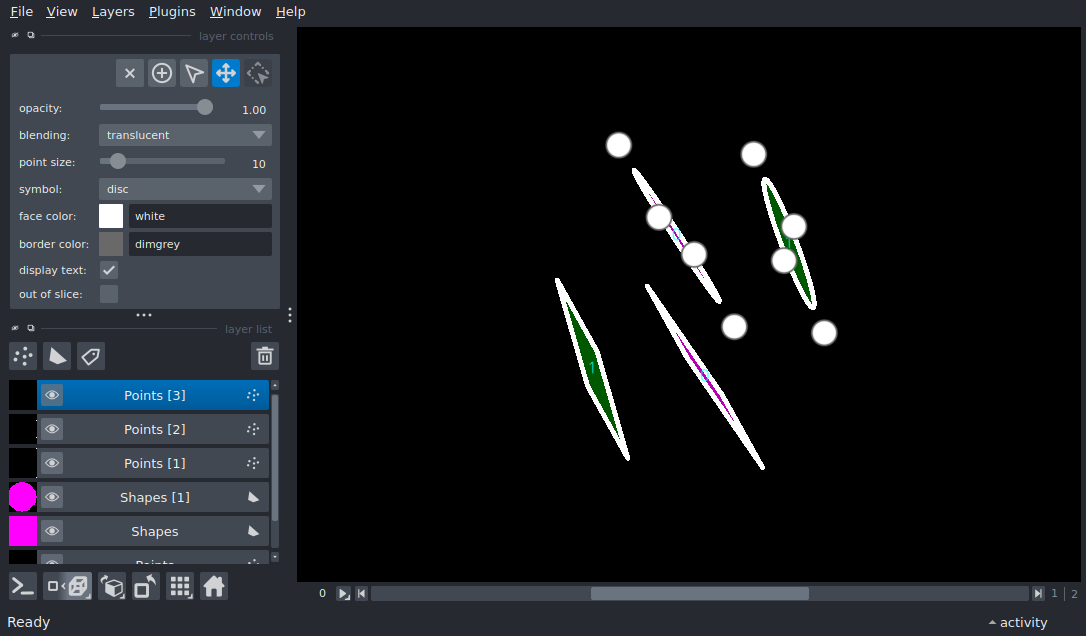 File View Layers Plugins Window Help
layer controls
opacity: 1.00
blending: translucent
point size: 10
symbol: disc
face color: white
border color: dimgrey
display text:
out of slice:
layer list
Points [3]
Points [2]
Points [1]
Shapes [1]
Shapes
Points
1
0 1 2
Ready activity